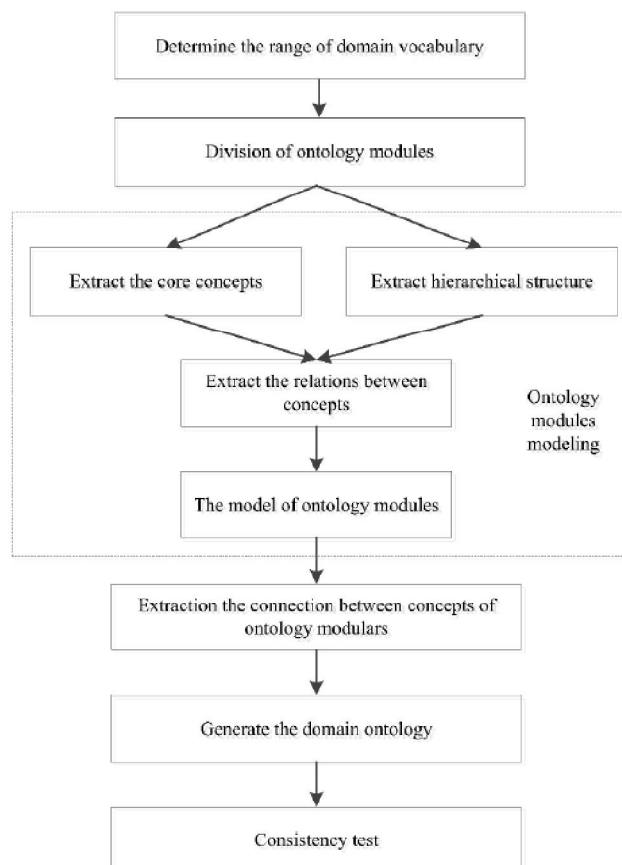 Determine the range of domain vocabulary
Division of ontology modules
Extract the core concepts
Extract hierarchical structure
Extract the relations between
concepts
Ontology
modules
modeling
The model of ontology modules
Extraction the connection between concepts of
ontology modulars
Generate the domain ontology
Consistency test